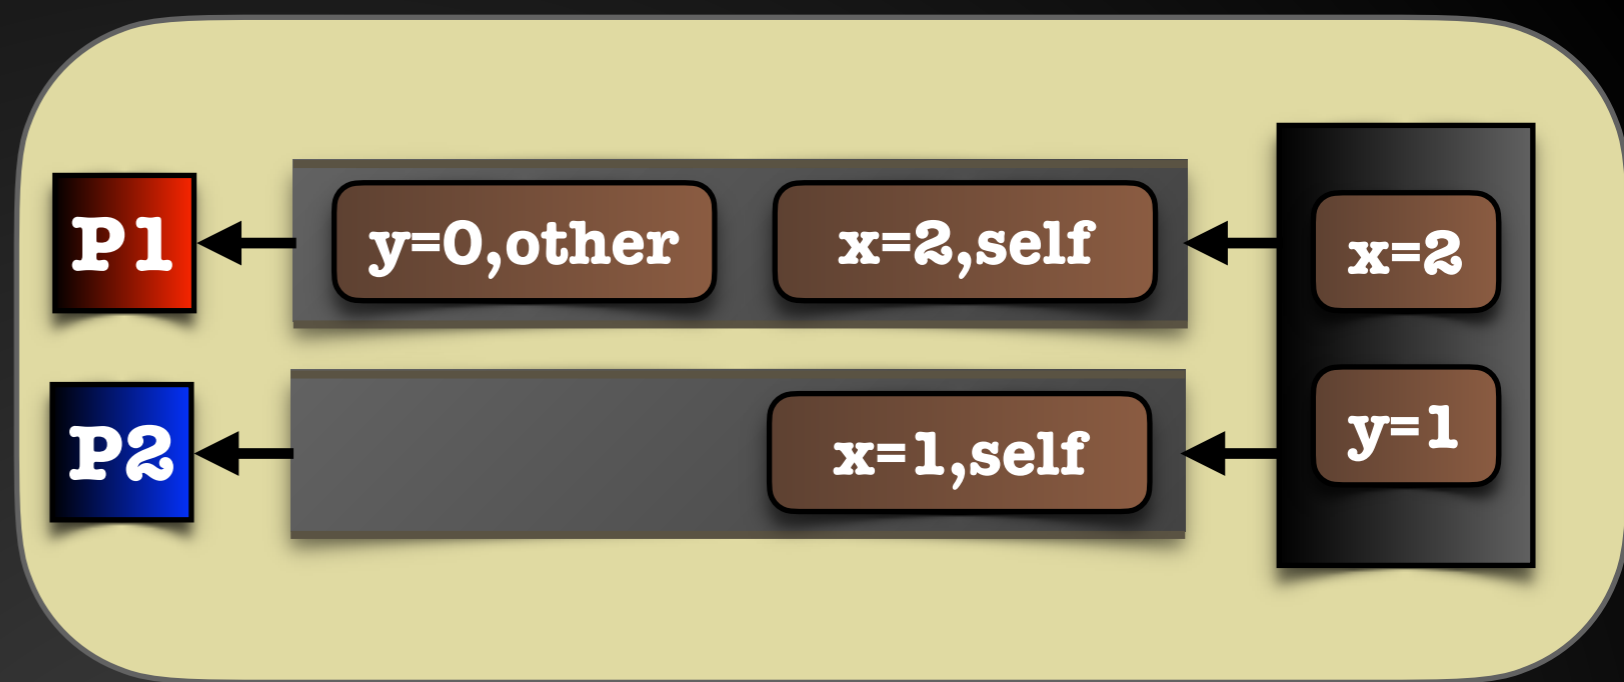 P1
y=0,other
x=2,self
x=2
P2
x=1,self
y=1